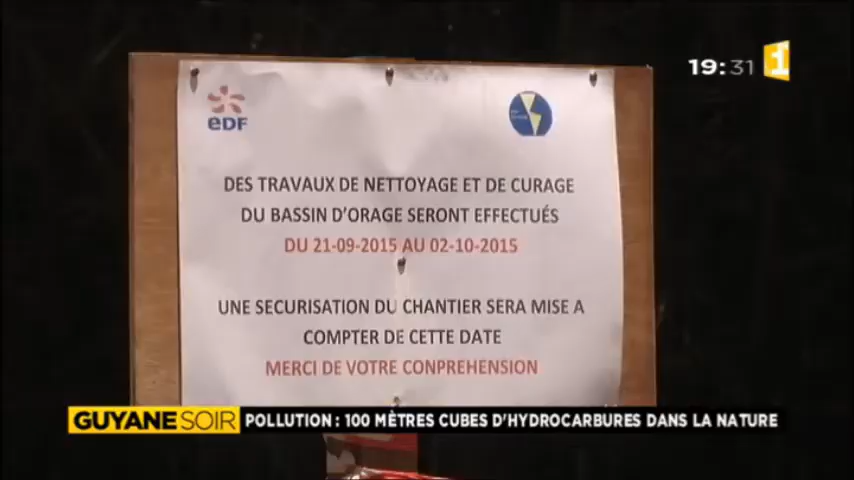 19:31 1
eDF
DES TRAVAUX DE NETTOYAGE ET DE CURAGE
DU BASSIN D'ORAGE SERONT EFFECTUÉS
DU 21-09-2015 AU 02-10-2015
UNE SECURISATION DU CHANTIER SERA MISE A
COMPTER DE CETTE DATE
MERCI DE VOTRE CONPREHENSION
GUYANE SOIR POLLUTION : 100 MÈTRES CUBES D'HYDROCARBURES DANS LA NATURE